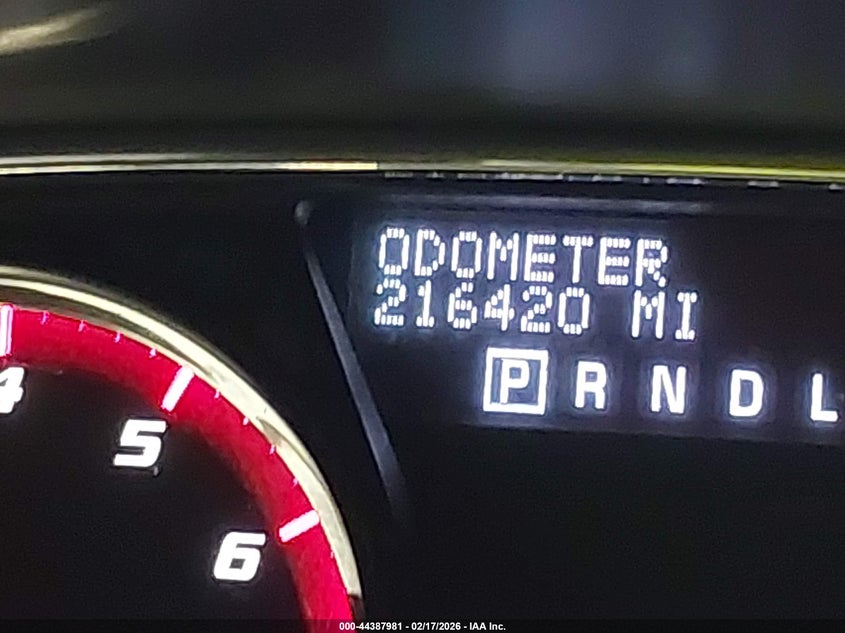 ODOMETER
216420 MI
P R N D L
4
5
6
000-44387981 - 02/17/2026 - IAA Inc.